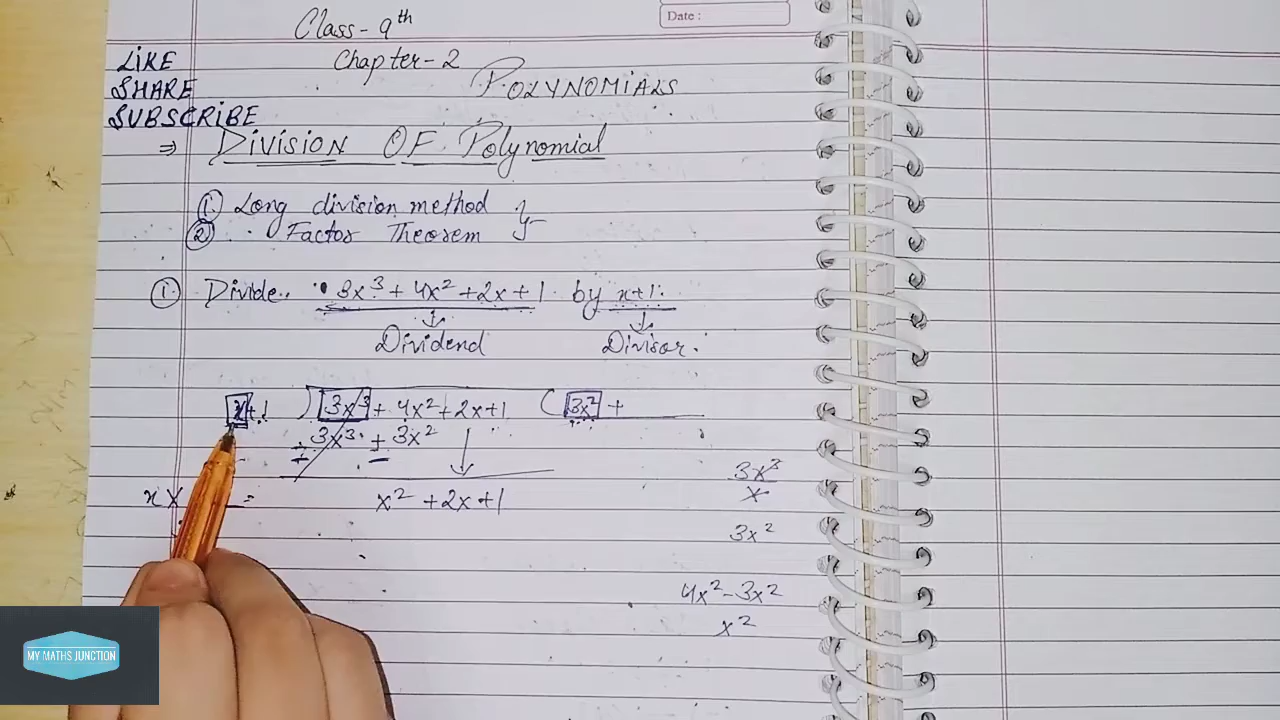 Date :
Class - 9th
LiKE
Chapter - 2
SHARE
POLYNOMIALS
SUBSCRiBE
⇒ DIVISION OF Polynomial
① Long division method
② Factor Theorem
① Divide 3x³ + 4x² + 2x + 1 by x+1
Dividend Divisor.
x+1 ) 3x³ + 4x² + 2x + 1 ( 3x² +
3x³ + 3x²
x² + 2x + 1
x X =
3x³
x
3x²
4x² - 3x²
x²
MY MATHS JUNCTION